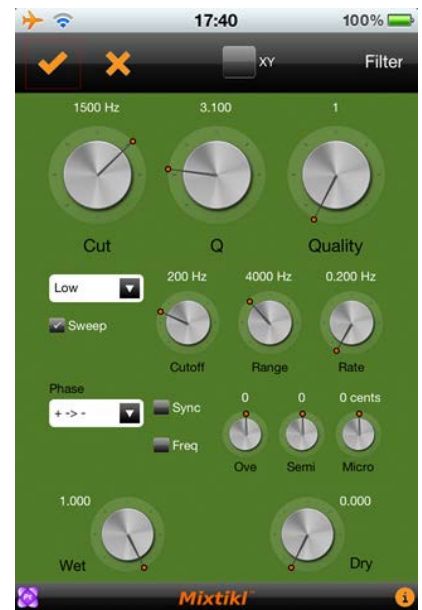 17:40
100%
XY
Filter
1500 Hz
3.100
1
Cut
Q
Quality
Low
200 Hz
4000 Hz
0.200 Hz
Sweep
Cutoff
Range
Rate
Phase
+ -> -
Sync
Freq
0
0
0 cents
Ove
Semi
Micro
1.000
0.000
Wet
Dry
Mixtikl
i